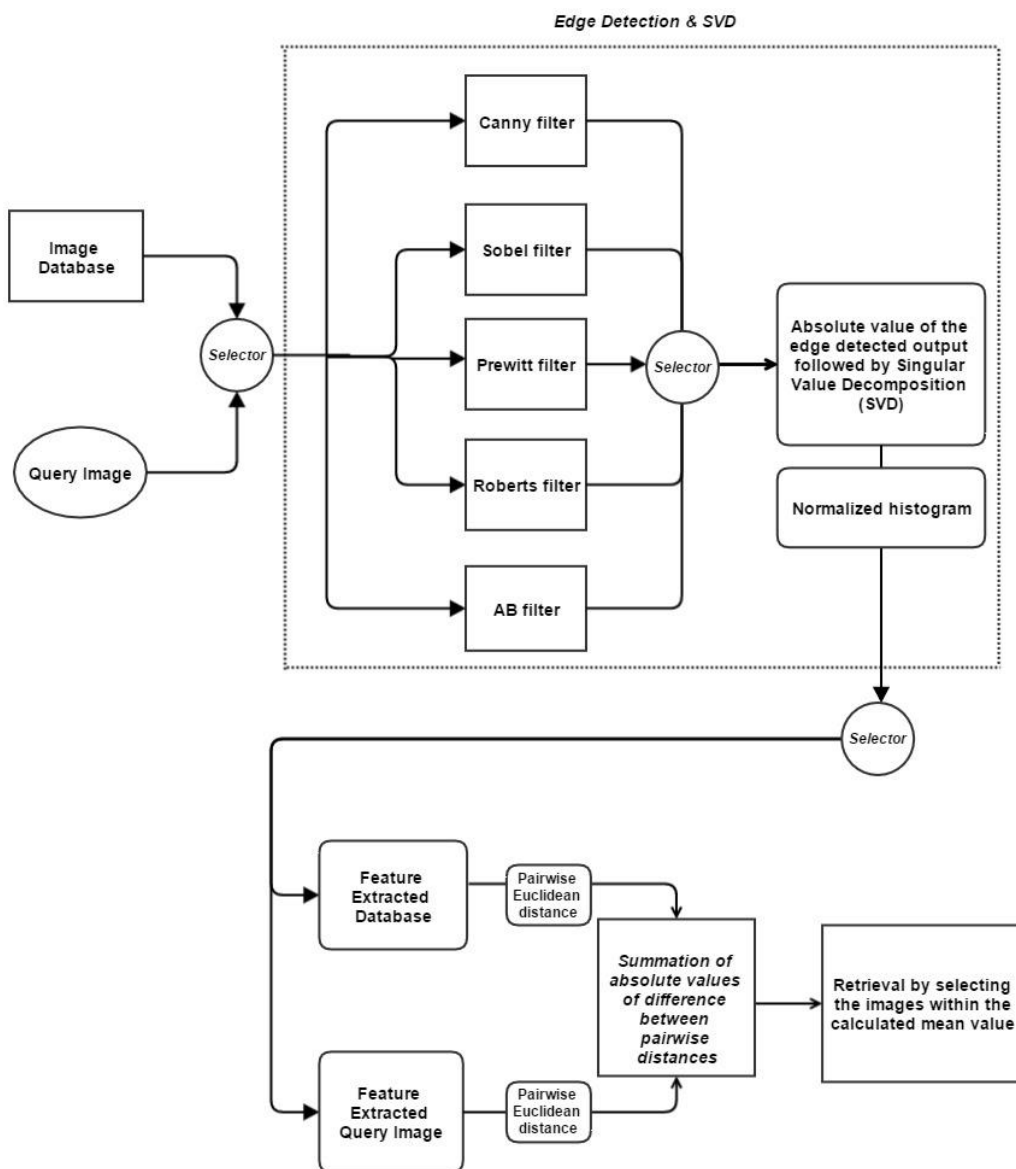 Edge Detection & SVD
Canny filter
Image
Database
Sobel filter
Selector
Prewitt filter
Selector
Absolute value of the
edge detected output
followed by Singular
Value Decomposition
(SVD)
Query Image
Roberts filter
Normalized histogram
AB filter
Selector
Feature
Extracted
Database
Pairwise
Euclidean
distance
Summation of
absolute values
of difference
between
pairwise
distances
Retrieval by selecting
the images within the
calculated mean value
Feature
Extracted
Query Image
Pairwise
Euclidean
distance